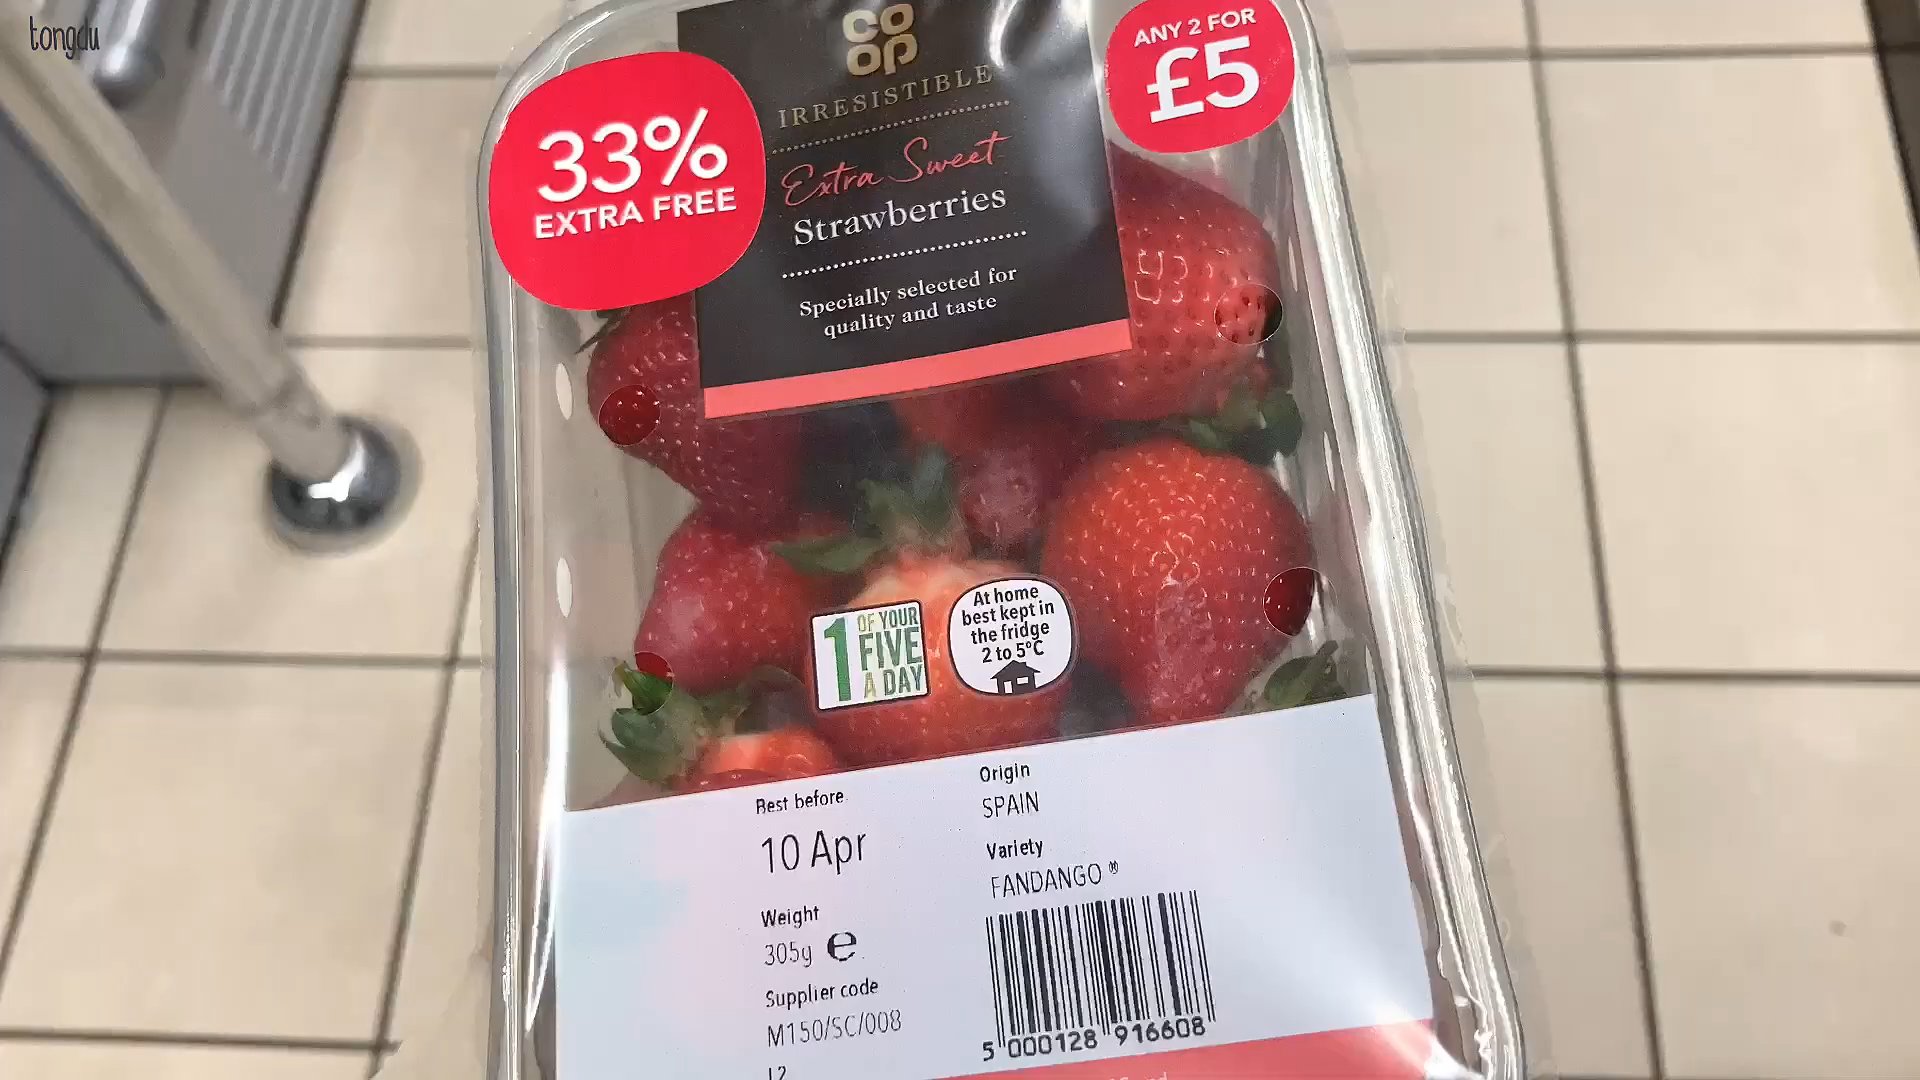 tongdu
CO
OP
IRRESISTIBLE
Extra Sweet
Strawberries
Specially selected for
quality and taste
33%
EXTRA FREE
ANY 2 FOR
£5
1 OF YOUR
FIVE
A DAY
At home
best kept in
the fridge
2 to 5°C
Best before
10 Apr
Weight
305g e
Supplier code
M150/SC/008
L2
Origin
SPAIN
Variety
FANDANGO ®
5 000128 916608